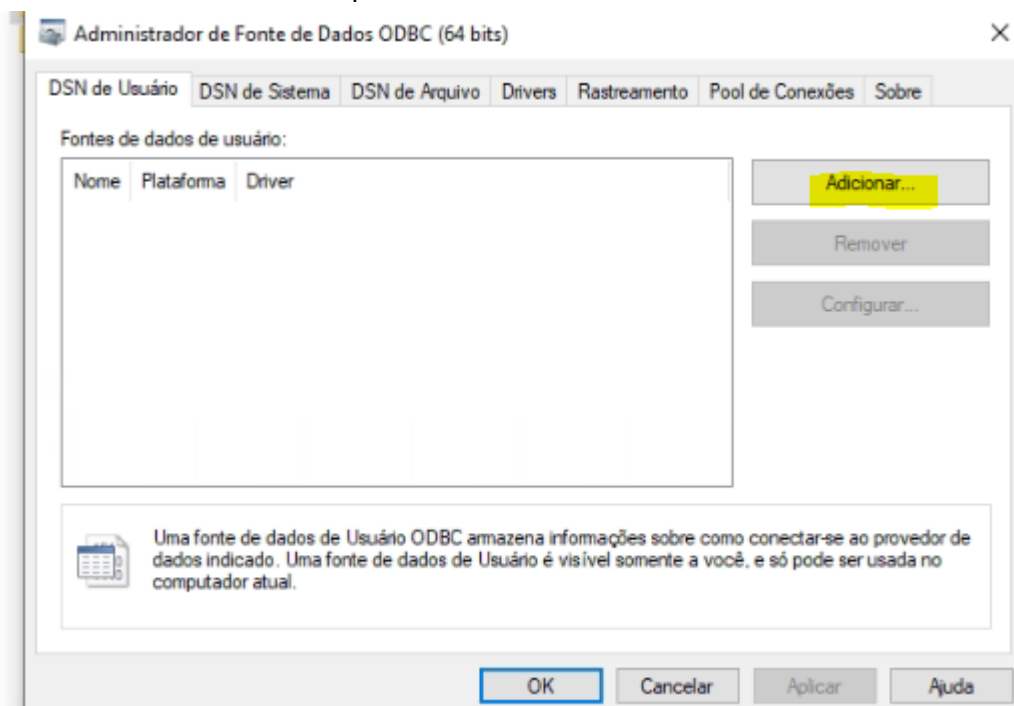 Administrador de Fonte de Dados ODBC (64 bits)
DSN de Usuário DSN de Sistema DSN de Arquivo Drivers Rastreamento Pool de Conexões Sobre
Fontes de dados de usuário:
Nome Plataforma Driver
Adicionar...
Remover
Configurar...
Uma fonte de dados de Usuário ODBC armazena informações sobre como conectar-se ao provedor de
dados indicado. Uma fonte de dados de Usuário é visível somente a você, e só pode ser usada no
computador atual.
OK Cancelar Aplicar Ajuda